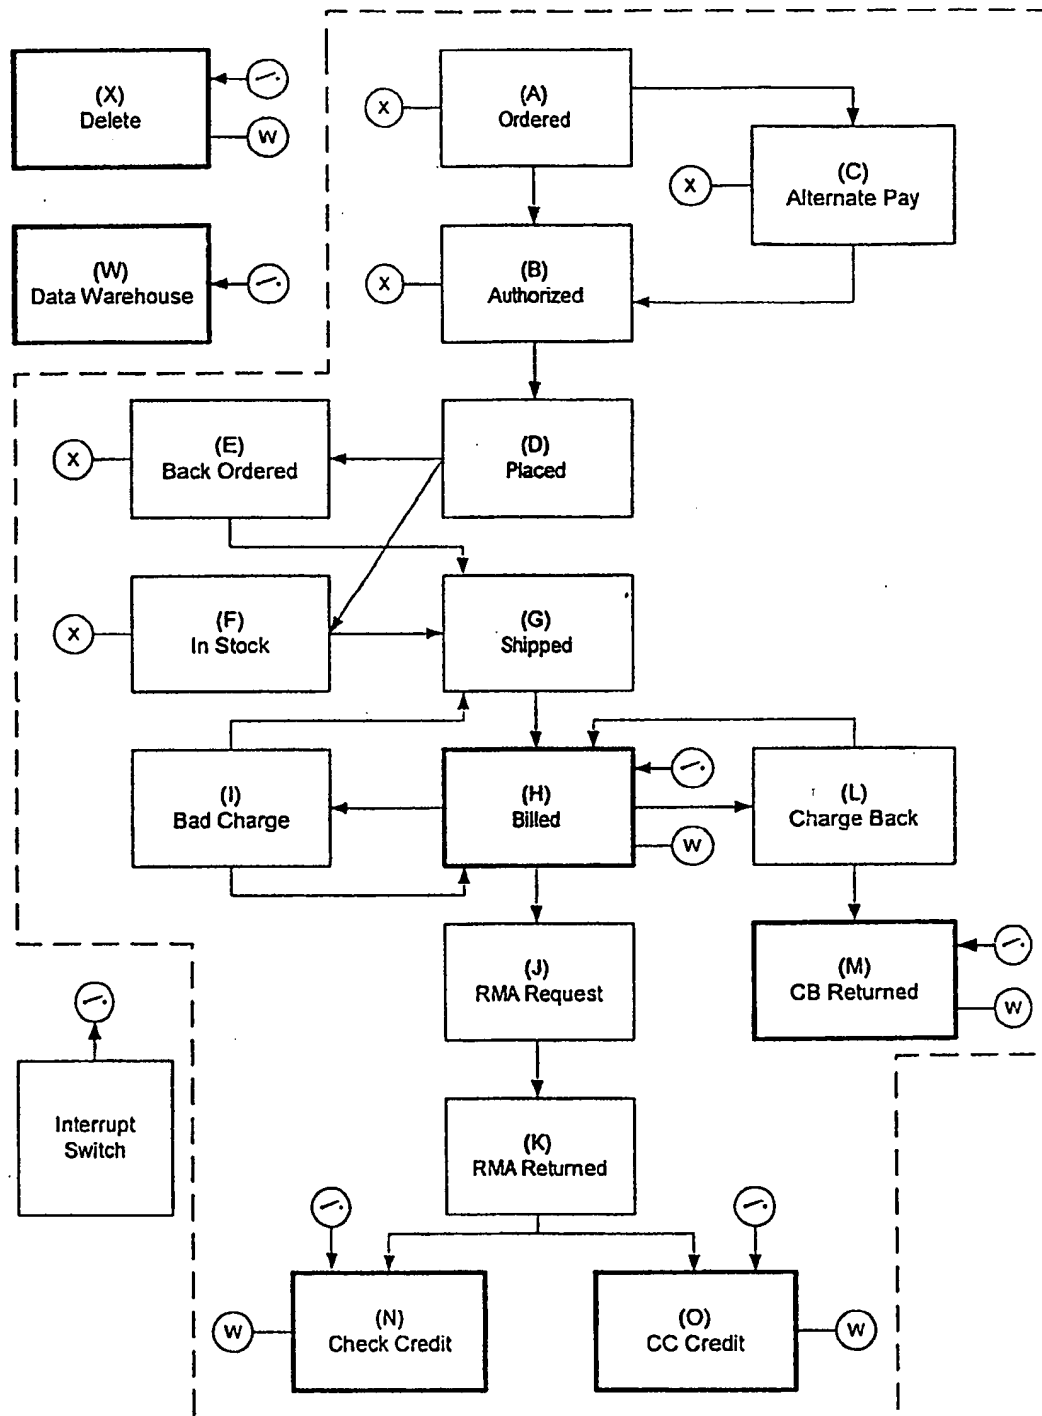 (X)
Delete
W
(W)
Data Warehouse
X
(A)
Ordered
X
(C)
Alternate Pay
X
(B)
Authorized
X
(E)
Back Ordered
(D)
Placed
X
(F)
In Stock
(G)
Shipped
(I)
Bad Charge
(H)
Billed
W
(L)
Charge Back
(J)
RMA Request
(M)
CB Returned
W
Interrupt
Switch
(K)
RMA Returned
W
(N)
Check Credit
(O)
CC Credit
W